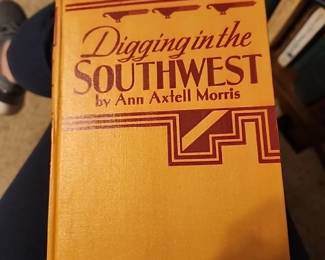 Digging in the
SOUTHWEST
by Ann Axtell Morris